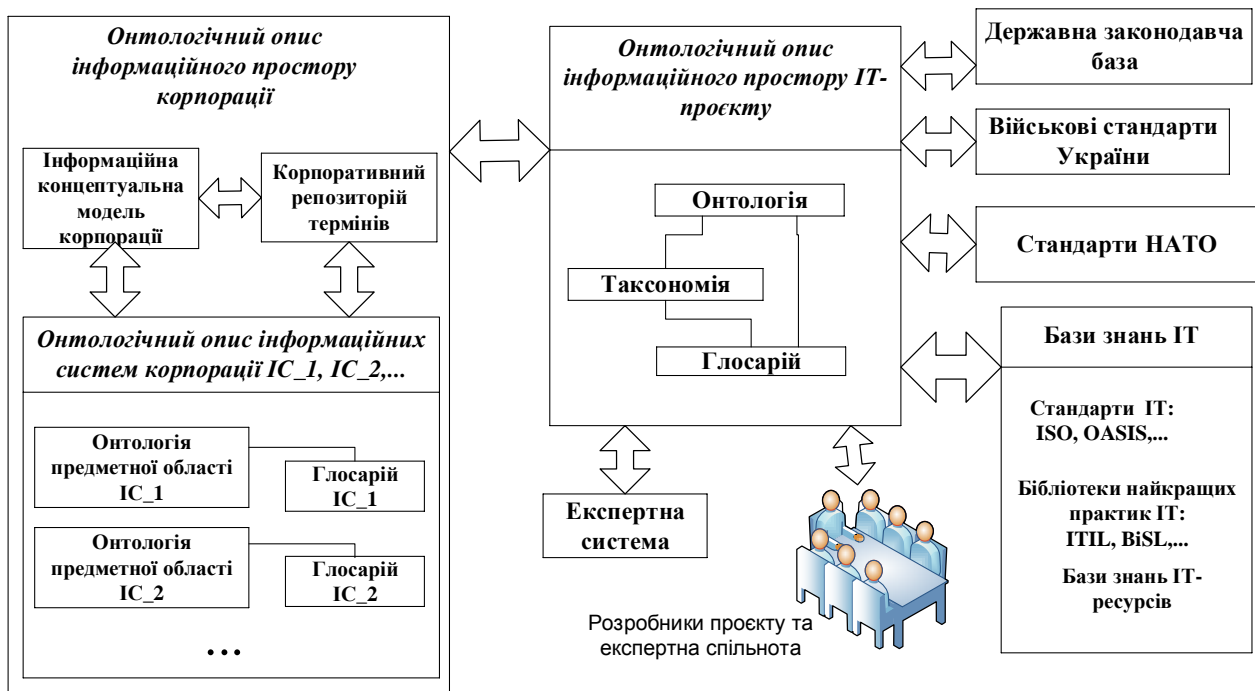 Онтологічний опис
інформаційного простору
корпорації
Інформаційна
концептуальна
модель
корпорації
Корпоративний
репозиторій
термінів
Онтологічний опис інформаційних
систем корпорації ІС_1, ІС_2,...
Онтологія
предметної області
ІС_1
Глосарій
ІС_1
Онтологія
предметної області
ІС_2
Глосарій
ІС_2
...
Онтологічний опис
інформаційного простору ІТ-
проєкту
Онтологія
Таксономія
Глосарій
Експертна
система
Розробники проєкту та
експертна спільнота
Державна законодавча
база
Військові стандарти
України
Стандарти НАТО
Бази знань ІТ
Стандарти ІТ:
ISO, OASIS,...
Бібліотеки найкращих
практик ІТ:
ITIL, BiSL,...
Бази знань ІТ-
ресурсів